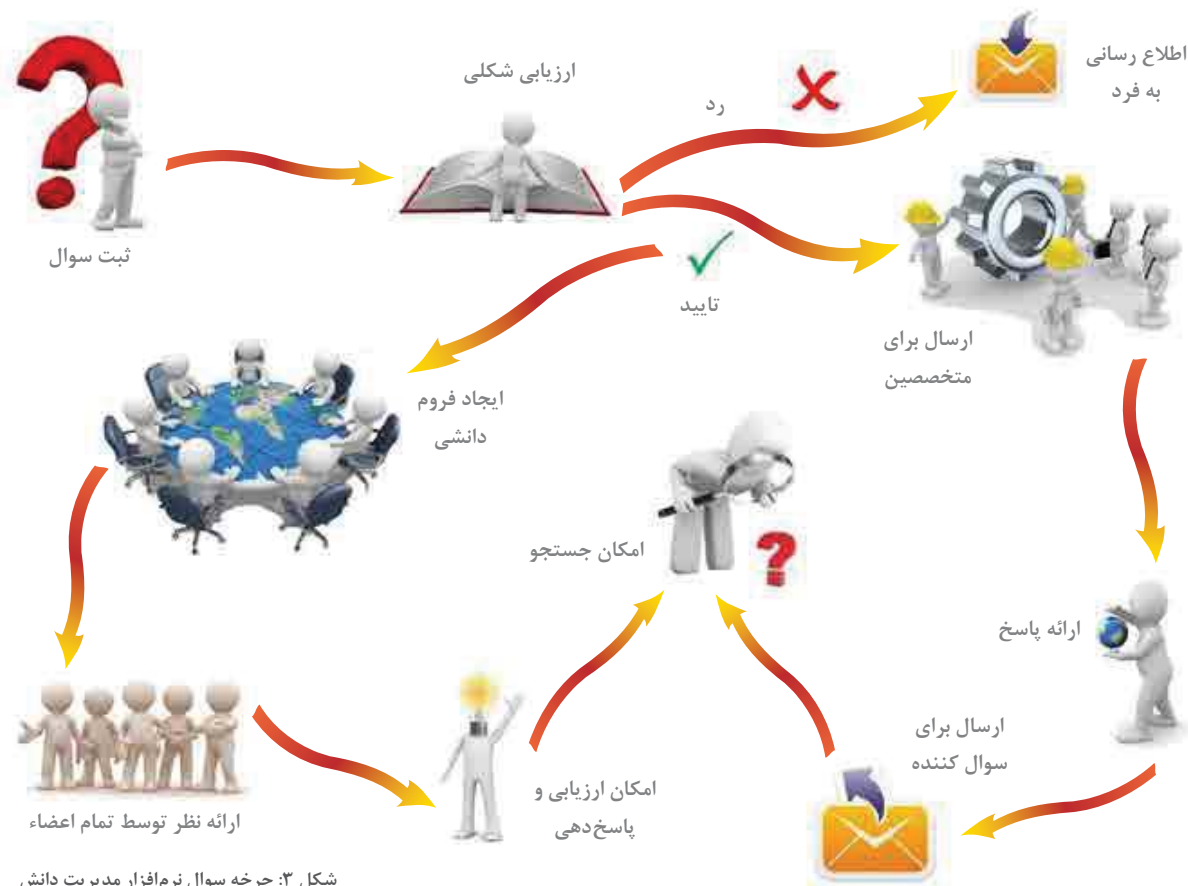 ثبت سوال
ارزیابی شکلی
رد
اطلاع رسانی
به فرد
تایید
ارسال برای
متخصصین
ایجاد فروم
دانشی
امکان جستجو
ارائه پاسخ
ارسال برای
سوال کننده
امکان ارزیابی و
پاسخ‌دهی
ارائه نظر توسط تمام اعضاء
شکل ۳: چرخه سوال نرم‌افزار مدیریت دانش